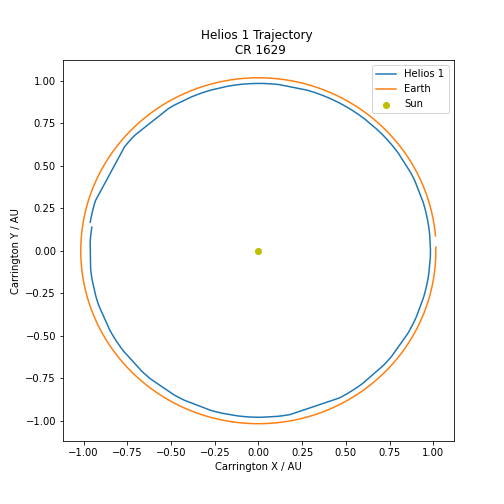 Helios 1 Trajectory
CR 1629
Helios 1
Earth
Sun
1.00
0.75
0.50
0.25
0.00
−0.25
−0.50
−0.75
−1.00
Carrington Y / AU
−1.00 −0.75 −0.50 −0.25 0.00 0.25 0.50 0.75 1.00
Carrington X / AU